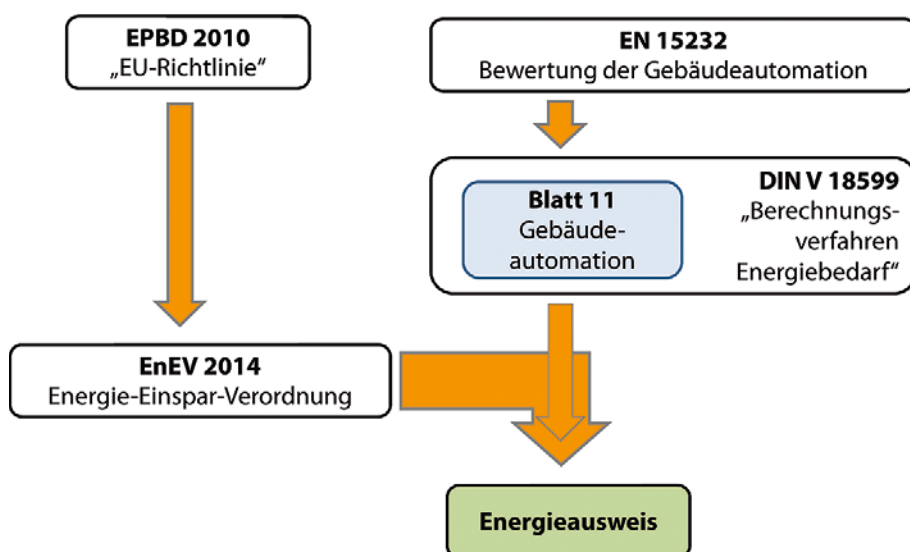 EPBD 2010
„EU-Richtlinie“
EN 15232
Bewertung der Gebäudeautomation
Blatt 11
Gebäude-
automation
DIN V 18599
„Berechnungs-
verfahren
Energiebedarf“
EnEV 2014
Energie-Einspar-Verordnung
Energieausweis